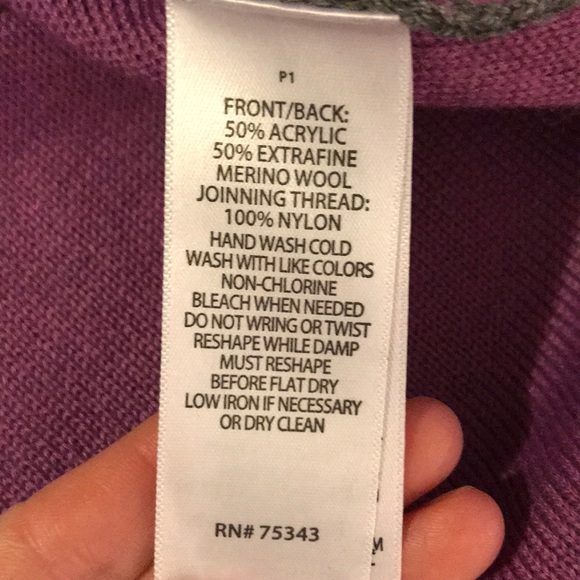 P1
FRONT/BACK:
50% ACRYLIC
50% EXTRAFINE
MERINO WOOL
JOINNING THREAD:
100% NYLON
HAND WASH COLD
WASH WITH LIKE COLORS
NON-CHLORINE
BLEACH WHEN NEEDED
DO NOT WRING OR TWIST
RESHAPE WHILE DAMP
MUST RESHAPE
BEFORE FLAT DRY
LOW IRON IF NECESSARY
OR DRY CLEAN
RN# 75343
M